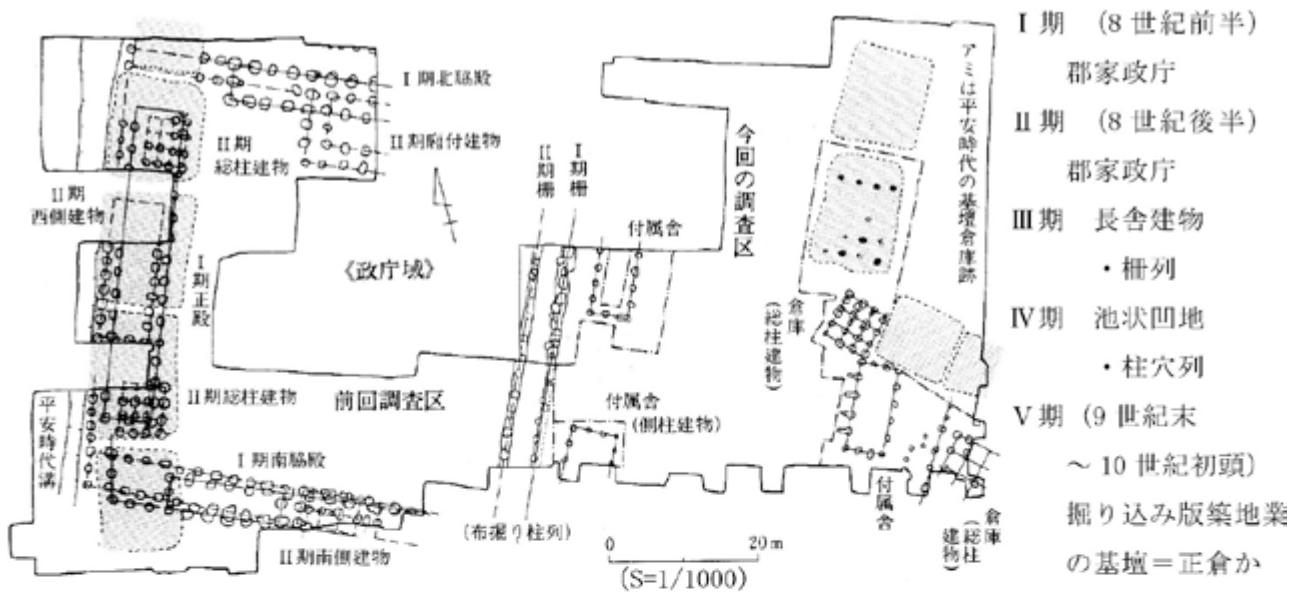 I期北脇殿
II期廂付建物
II期
総柱建物
II期
西側建物
I期正殿
《政庁域》
II期柵
I期柵
付属舎
今回の調査区
アミは平安時代の基壇倉庫跡
倉庫
(総柱建物)
II期総柱建物
前回調査区
付属舎
(側柱建物)
平安時代溝
I期南脇殿
II期南側建物
(布掘り柱列)
付属舎
倉庫
(総柱
建物)
0
20m
(S=1/1000)
I期 (8世紀前半)
郡家政庁
II期 (8世紀後半)
郡家政庁
III期 長舎建物
・柵列
IV期 池状凹地
・柱穴列
V期 (9世紀末
～10世紀初頭)
掘り込み版築地業
の基壇＝正倉か